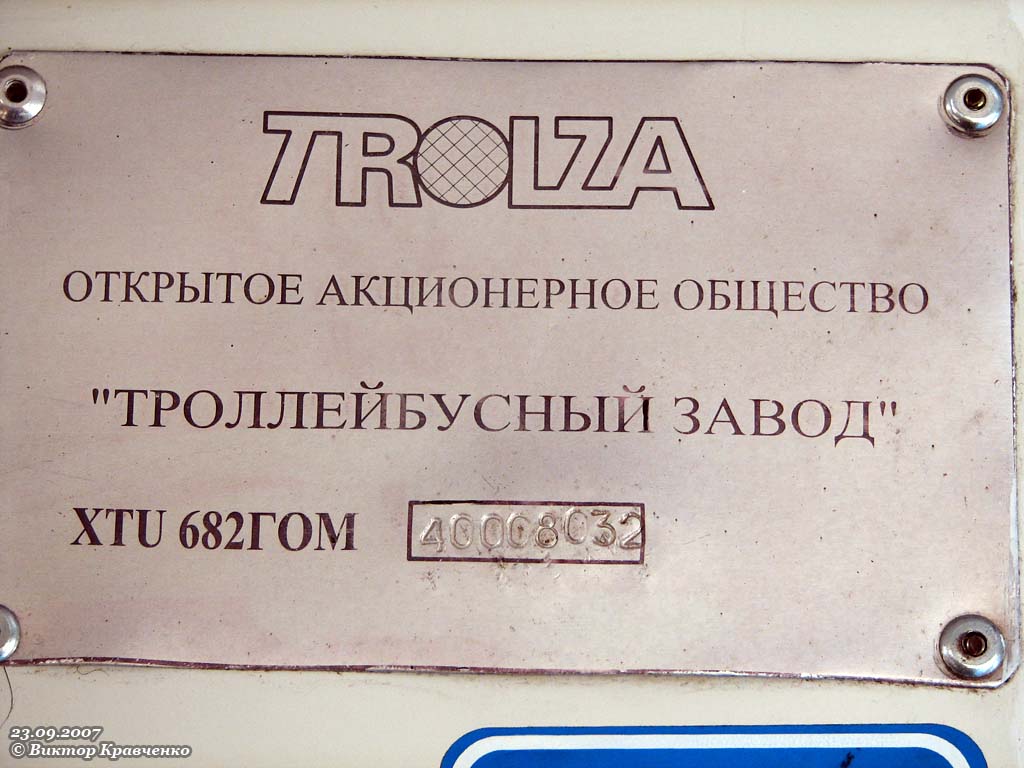 TROLZA
ОТКРЫТОЕ АКЦИОНЕРНОЕ ОБЩЕСТВО
"ТРОЛЛЕЙБУСНЫЙ ЗАВОД"
XTU 682ГОМ 40008032
23.09.2007
© Виктор Кравченко